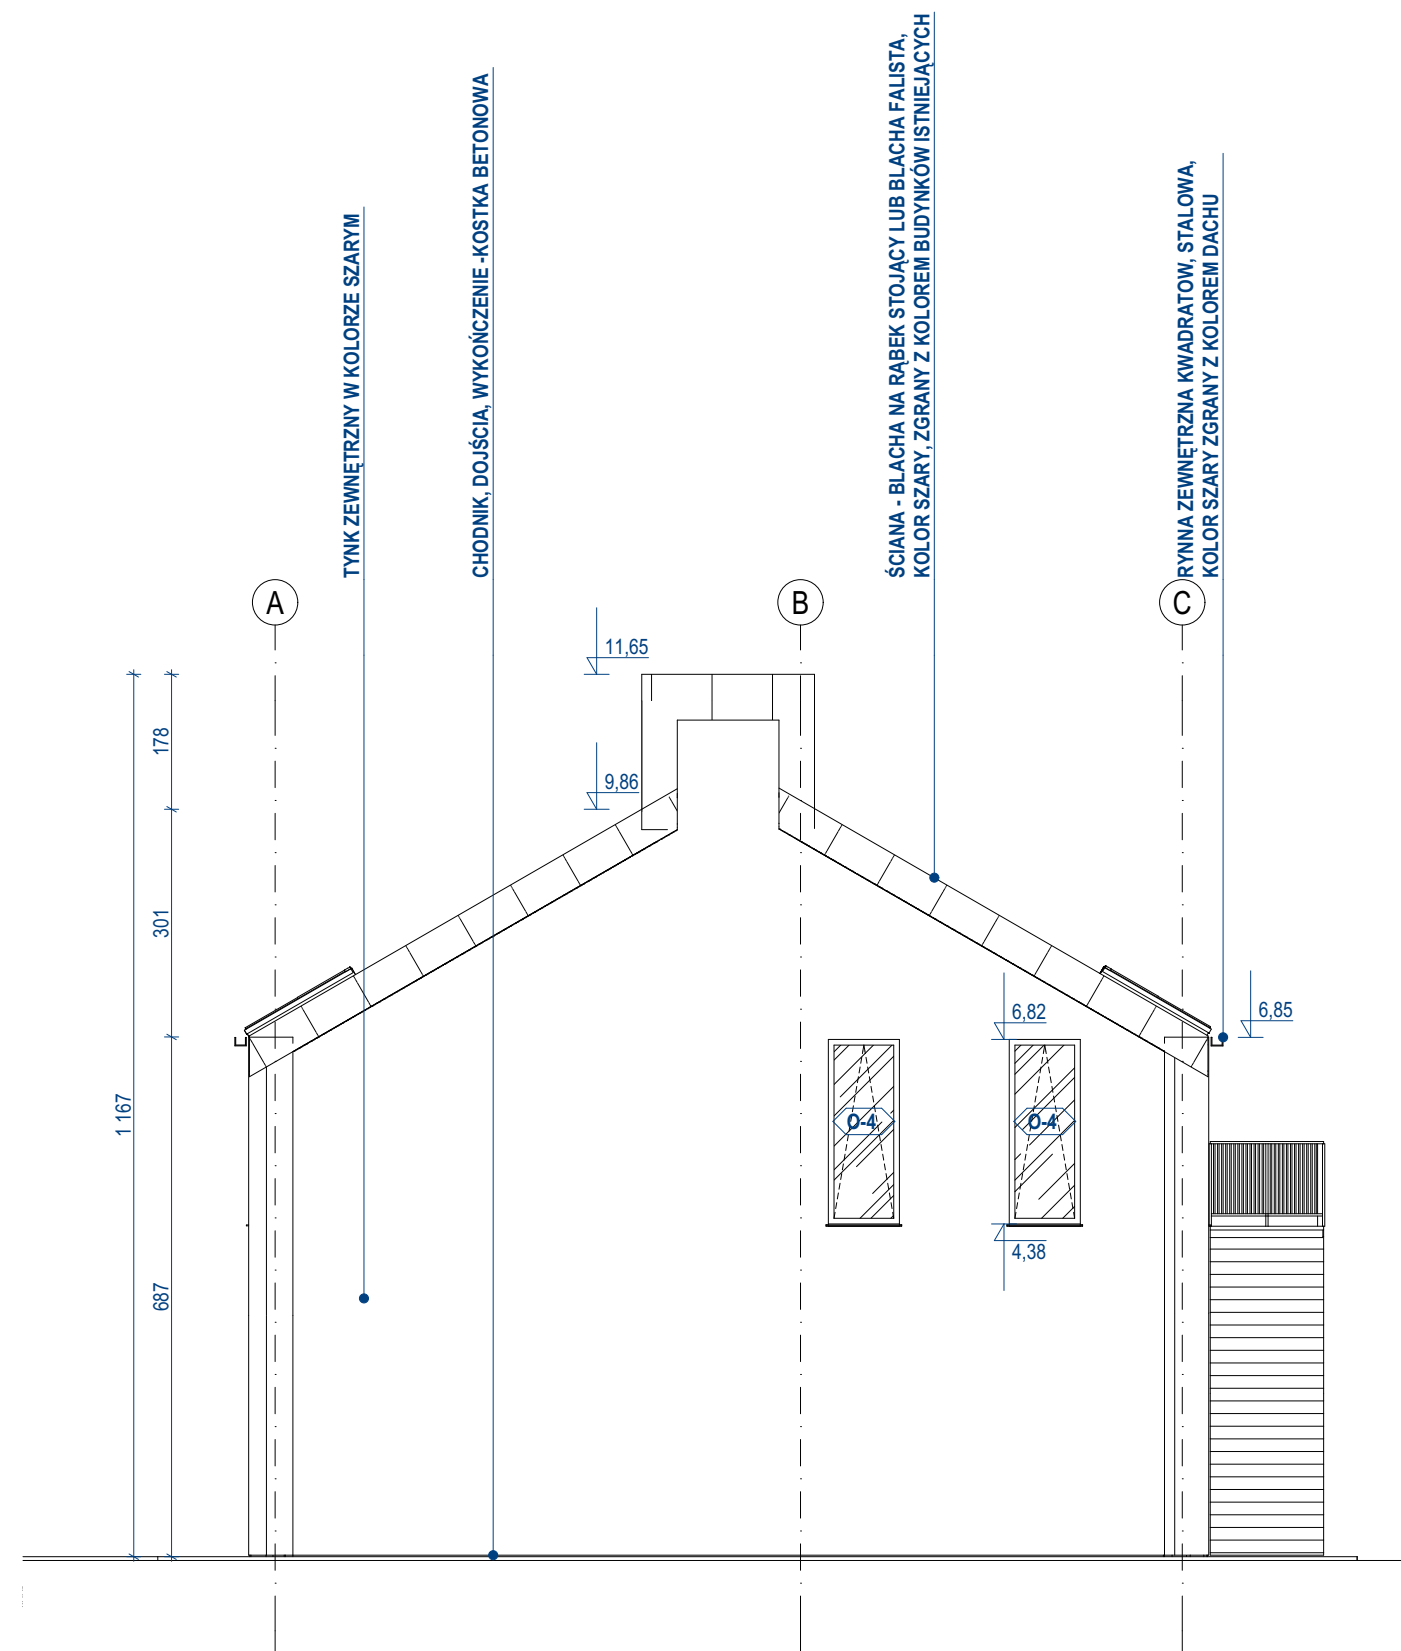 TYNK ZEWNĘTRZNY W KOLORZE SZARYM
CHODNIK, DOJŚCIA, WYKOŃCZENIE -KOSTKA BETONOWA
ŚCIANA - BLACHA NA RĄBEK STOJĄCY LUB BLACHA FALISTA,
KOLOR SZARY, ZGRANY Z KOLOREM BUDYNKÓW ISTNIEJĄCYCH
RYNNA ZEWNĘTRZNA KWADRATOW, STALOWA,
KOLOR SZARY ZGRANY Z KOLOREM DACHU
A
B
C
11,65
178
9,86
301
6,82
6,85
1 167
O-4
O-4
4,38
687